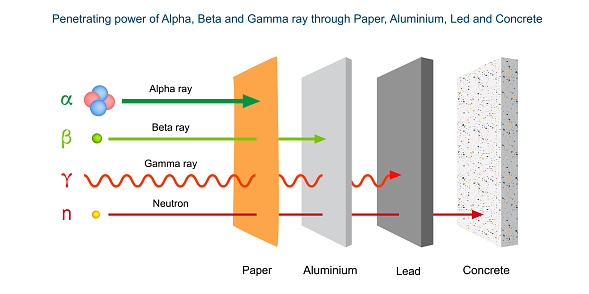 Penetrating power of Alpha, Beta and Gamma ray through Paper, Aluminium, Led and Concrete
α
Alpha ray
β
Beta ray
γ
Gamma ray
n
Neutron
Paper
Aluminium
Lead
Concrete